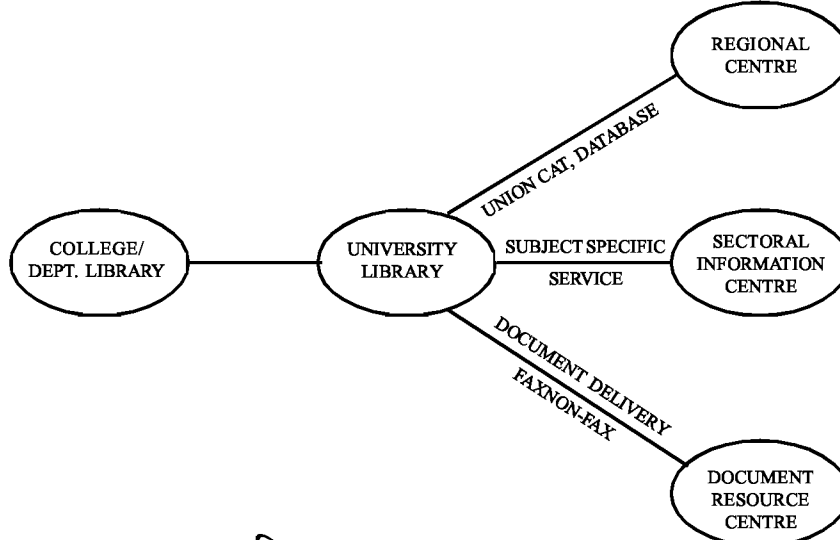 REGIONAL
CENTRE
UNION CAT, DATABASE
COLLEGE/
DEPT. LIBRARY
UNIVERSITY
LIBRARY
SUBJECT SPECIFIC
SERVICE
SECTORAL
INFORMATION
CENTRE
DOCUMENT DELIVERY
FAXNON-FAX
DOCUMENT
RESOURCE
CENTRE